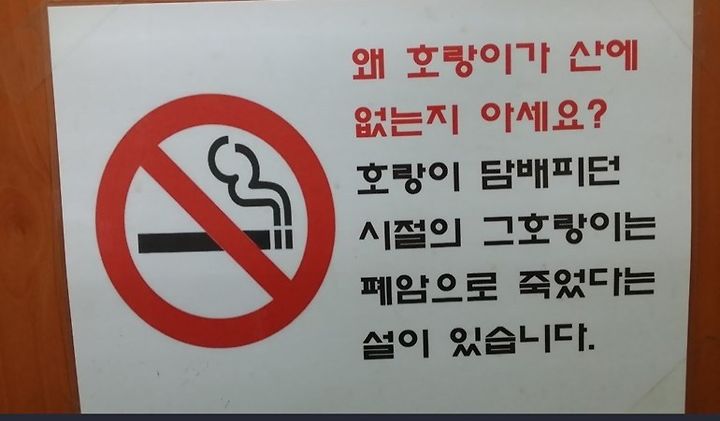 왜 호랑이가 산에
없는지 아세요?
호랑이 담배피던
시절의 그호랑이는
폐암으로 죽었다는
설이 있습니다.